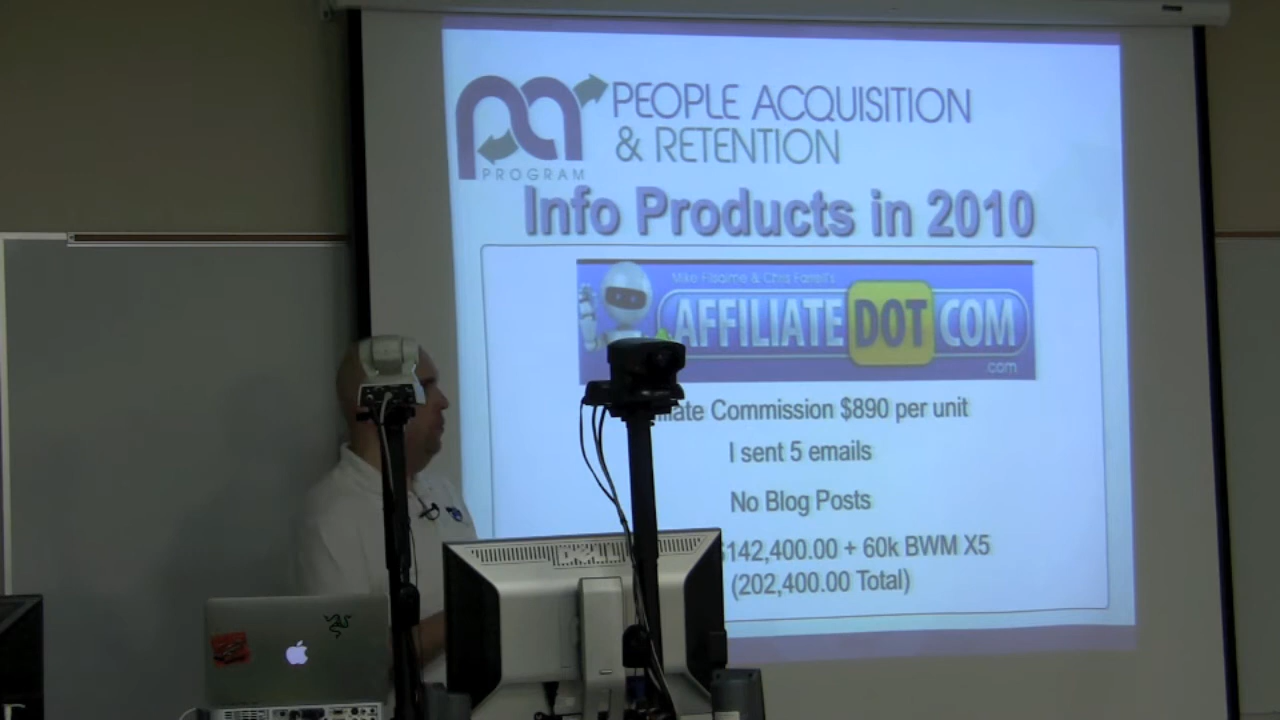 PEOPLE ACQUISITION
& RETENTION
PROGRAM
Info Products in 2010
Mike Filsaime & Chris Farrell's
AFFILIATE DOT COM
.com
iliate Commission $890 per unit
I sent 5 emails
No Blog Posts
$142,400.00 + 60k BWM X5
(202,400.00 Total)